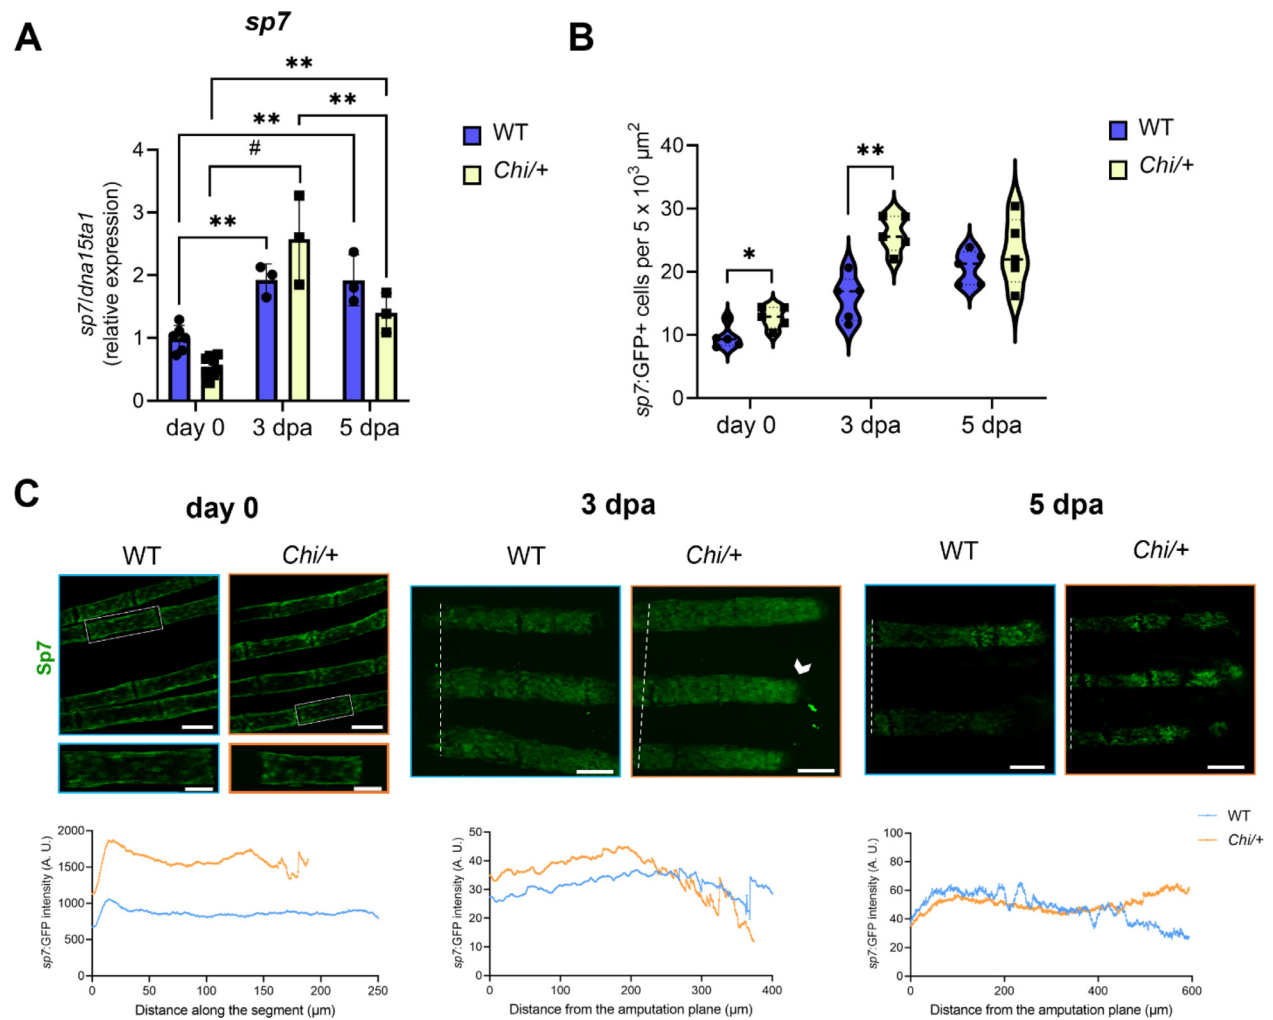 A
sp7
**
**
**
#
**
sp7/dna15ta1
(relative expression)
4
3
2
1
0
day 0
3 dpa
5 dpa
WT
Chi/+
B
sp7:GFP+ cells per 5 x 10³ µm²
40
30
20
10
0
*
**
day 0
3 dpa
5 dpa
WT
Chi/+
C
day 0
3 dpa
5 dpa
WT
Chi/+
WT
Chi/+
WT
Chi/+
Sp7
sp7:GFP intensity (A. U.)
2000
1500
1000
500
0
0
50
100
150
200
250
Distance along the segment (µm)
sp7:GFP intensity (A. U.)
50
40
30
20
10
0
0
100
200
300
400
Distance from the amputation plane (µm)
sp7:GFP intensity (A. U.)
100
80
60
40
20
0
0
200
400
600
Distance from the amputation plane (µm)
WT
Chi/+